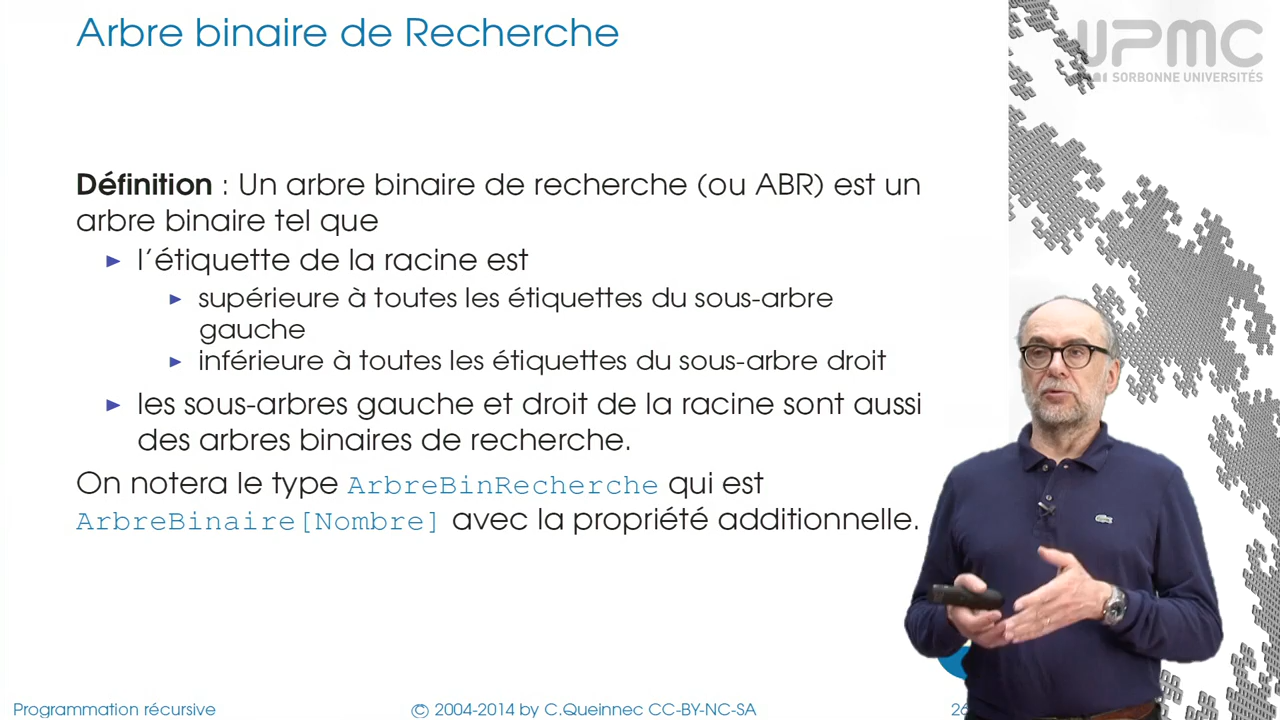 Arbre binaire de Recherche
UPMC
SORBONNE UNIVERSITÉS
Définition : Un arbre binaire de recherche (ou ABR) est un
arbre binaire tel que
l'étiquette de la racine est
supérieure à toutes les étiquettes du sous-arbre
gauche
inférieure à toutes les étiquettes du sous-arbre droit
les sous-arbres gauche et droit de la racine sont aussi
des arbres binaires de recherche.
On notera le type ArbreBinRecherche qui est
ArbreBinaire[Nombre] avec la propriété additionnelle.
Programmation récursive
© 2004-2014 by C.Queinnec CC-BY-NC-SA